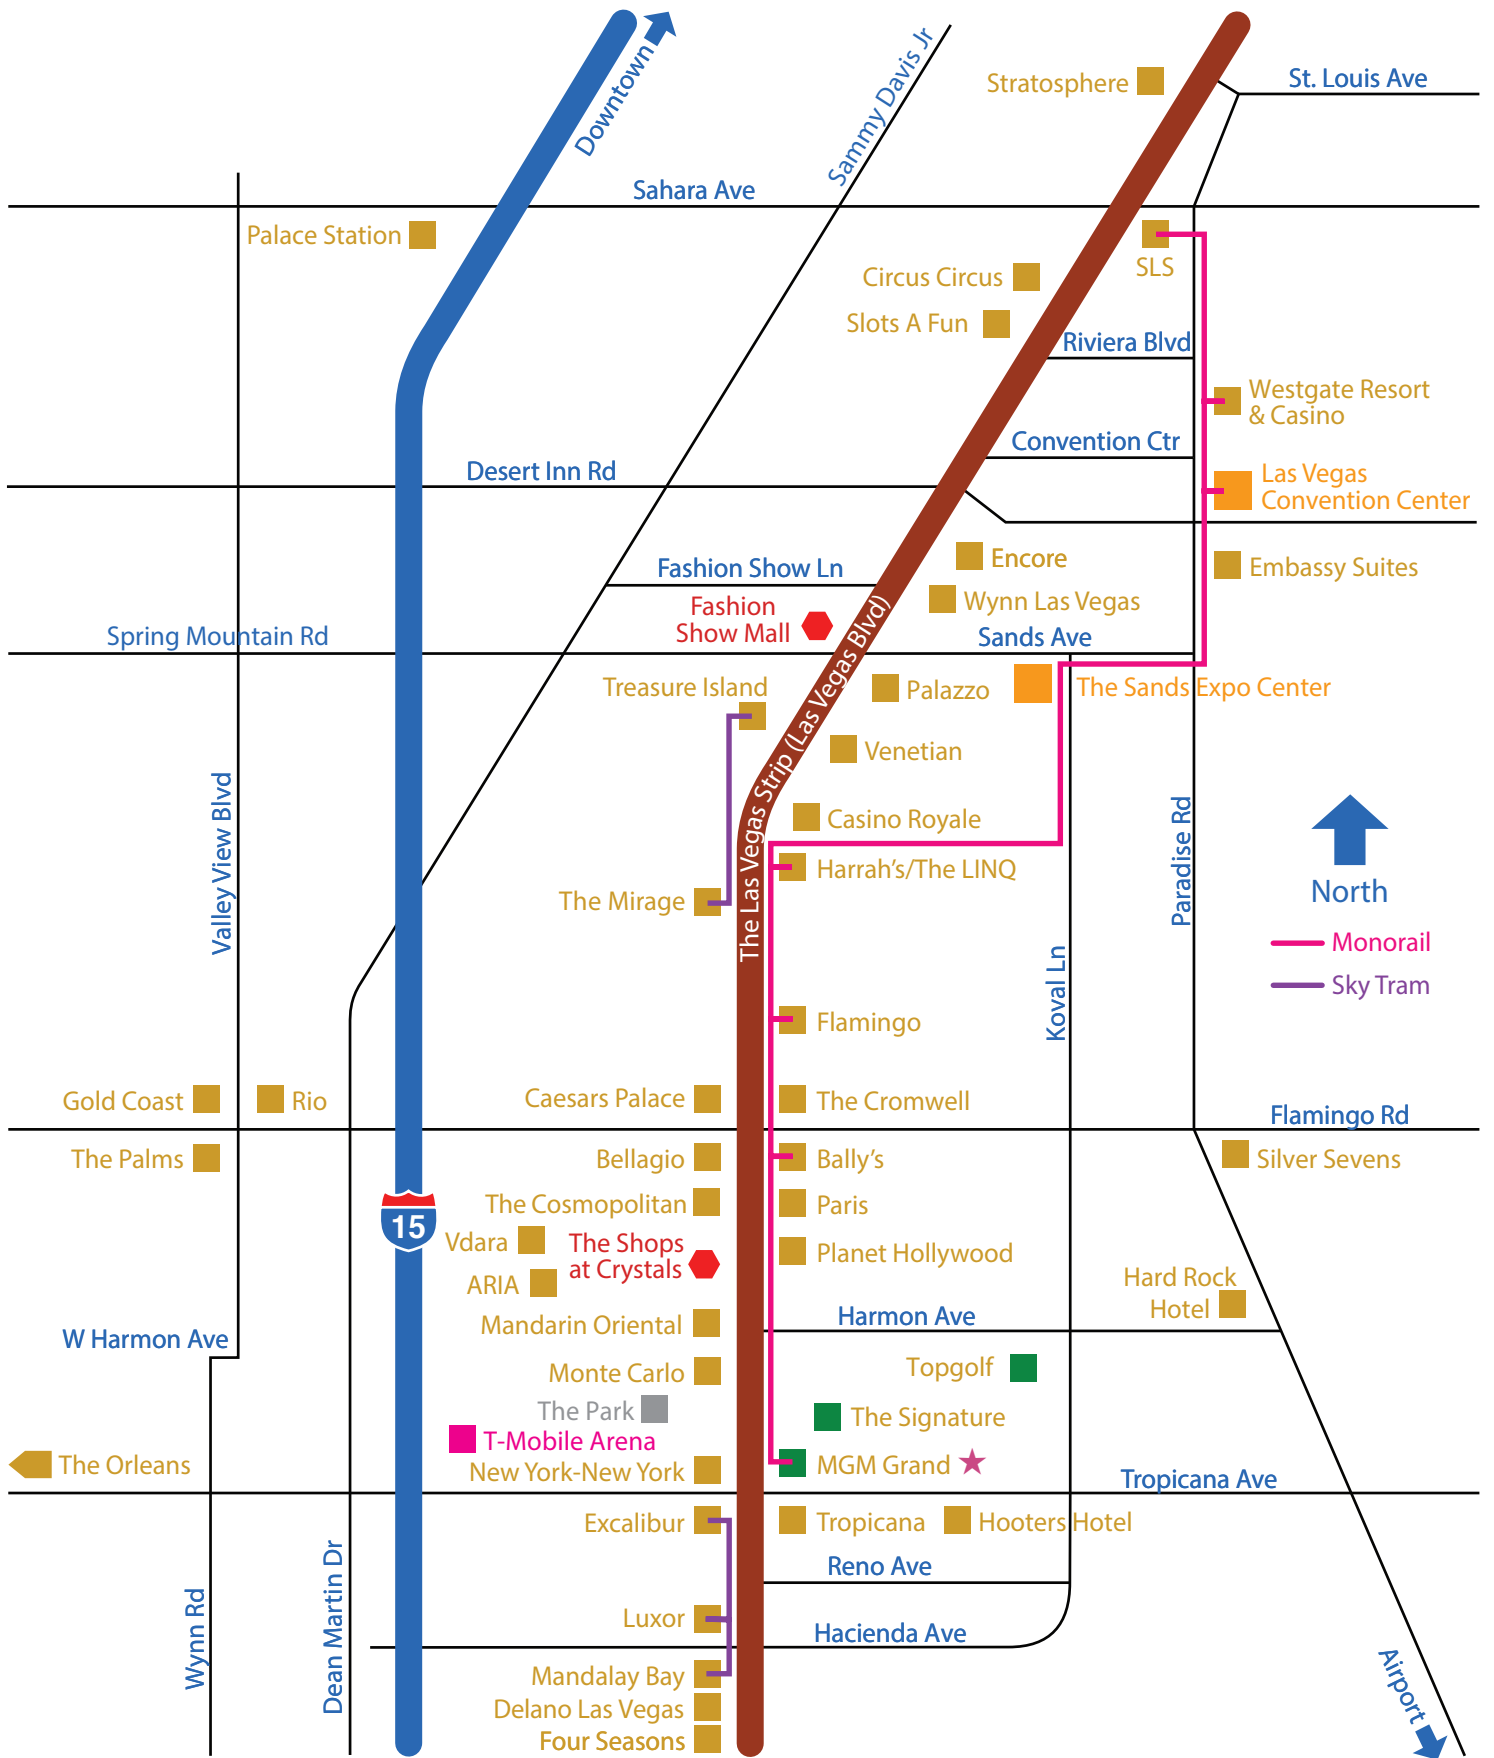 Downtown
Sammy Davis Jr
Stratosphere
St. Louis Ave
Sahara Ave
Palace Station
SLS
Circus Circus
Slots A Fun
Riviera Blvd
Westgate Resort
& Casino
Convention Ctr
Desert Inn Rd
Las Vegas
Convention Center
Encore
Fashion Show Ln
Embassy Suites
Wynn Las Vegas
Fashion
Show Mall
Spring Mountain Rd
Sands Ave
Treasure Island
Palazzo
The Sands Expo Center
The Las Vegas Strip (Las Vegas Blvd)
Venetian
Valley View Blvd
Casino Royale
Paradise Rd
Harrah's/The LINQ
North
The Mirage
Monorail
Koval Ln
Sky Tram
Flamingo
Gold Coast
Rio
Caesars Palace
The Cromwell
Flamingo Rd
The Palms
Bellagio
Bally's
Silver Sevens
The Cosmopolitan
Paris
15
Vdara
The Shops
at Crystals
Planet Hollywood
ARIA
Hard Rock
Hotel
Mandarin Oriental
Harmon Ave
W Harmon Ave
Monte Carlo
Topgolf
The Park
The Signature
T-Mobile Arena
The Orleans
New York-New York
MGM Grand
Tropicana Ave
Excalibur
Tropicana
Hooters Hotel
Reno Ave
Wynn Rd
Dean Martin Dr
Luxor
Hacienda Ave
Mandalay Bay
Airport
Delano Las Vegas
Four Seasons